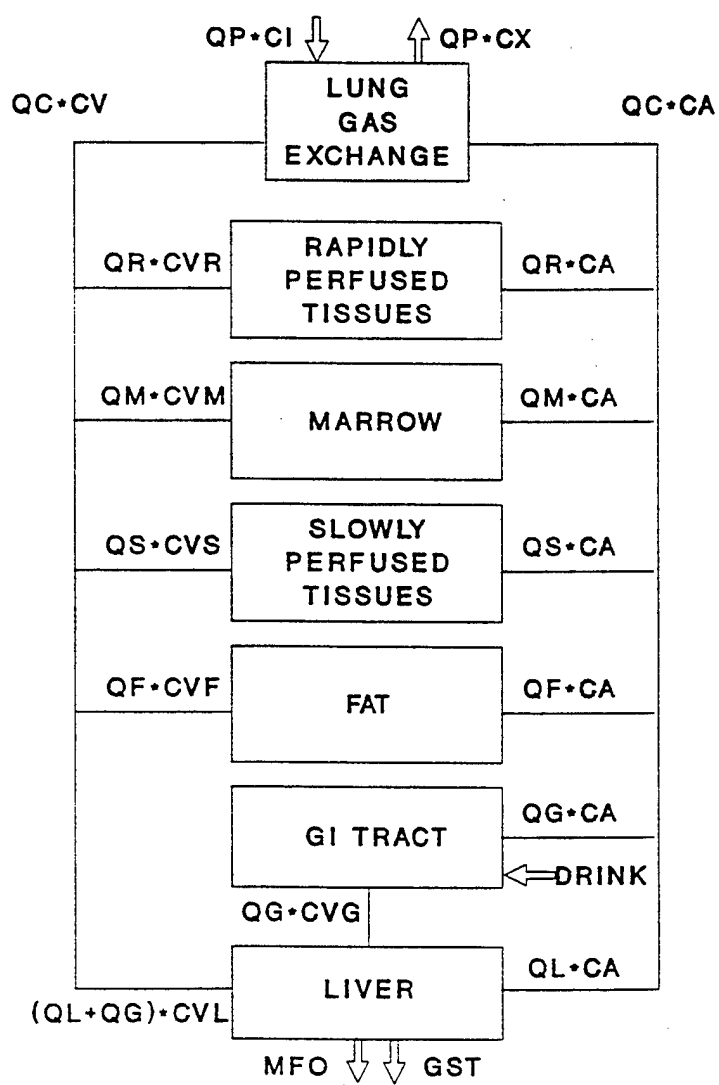 QP*CI
QP*CX
QC*CV
LUNG
GAS
EXCHANGE
QC*CA
QR*CVR
RAPIDLY
PERFUSED
TISSUES
QR*CA
QM*CVM
MARROW
QM*CA
QS*CVS
SLOWLY
PERFUSED
TISSUES
QS*CA
QF*CVF
FAT
QF*CA
GI TRACT
QG*CA
DRINK
QG*CVG
LIVER
QL*CA
(QL+QG)*CVL
MFO
GST